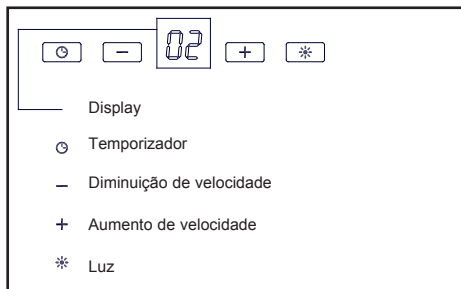 02
Display
Temporizador
Diminuição de velocidade
Aumento de velocidade
Luz